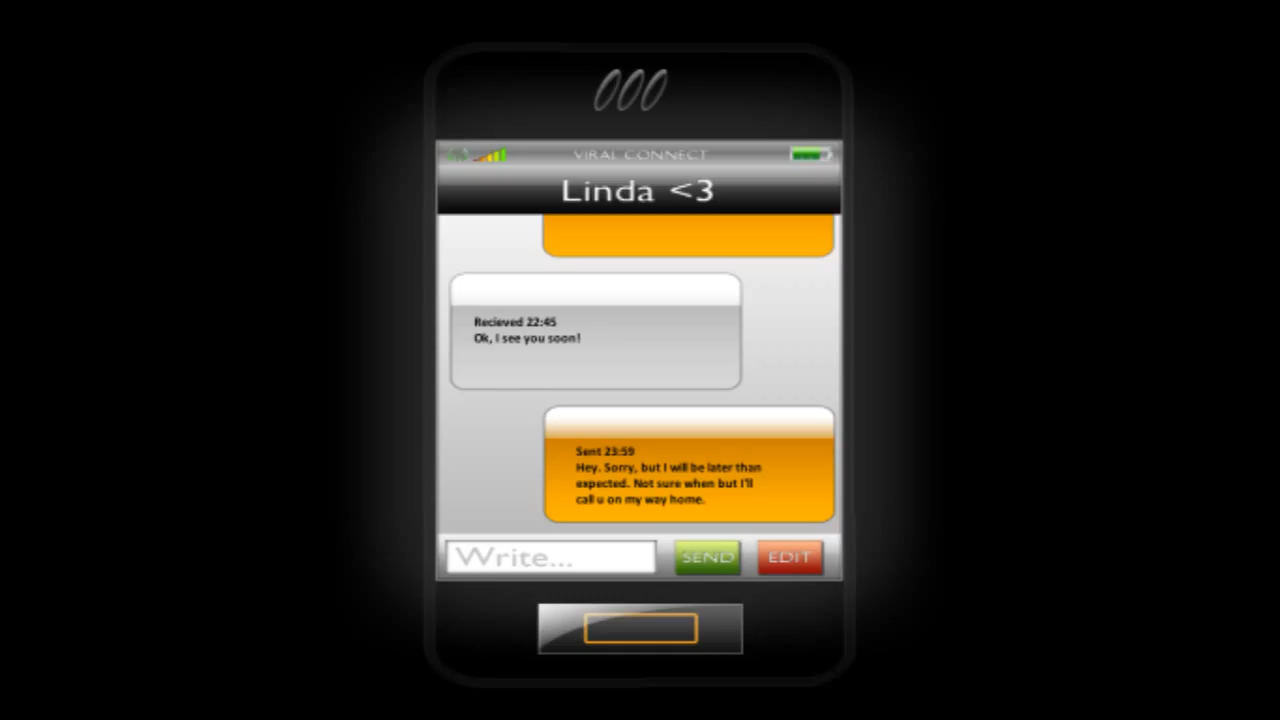 VIRAL CONNECT
Linda <3
Recieved 22:45
Ok, I see you soon!
Sent 23:59
Hey. Sorry, but I will be later than
expected. Not sure when but I'll
call u on my way home.
Write...
SEND
EDIT